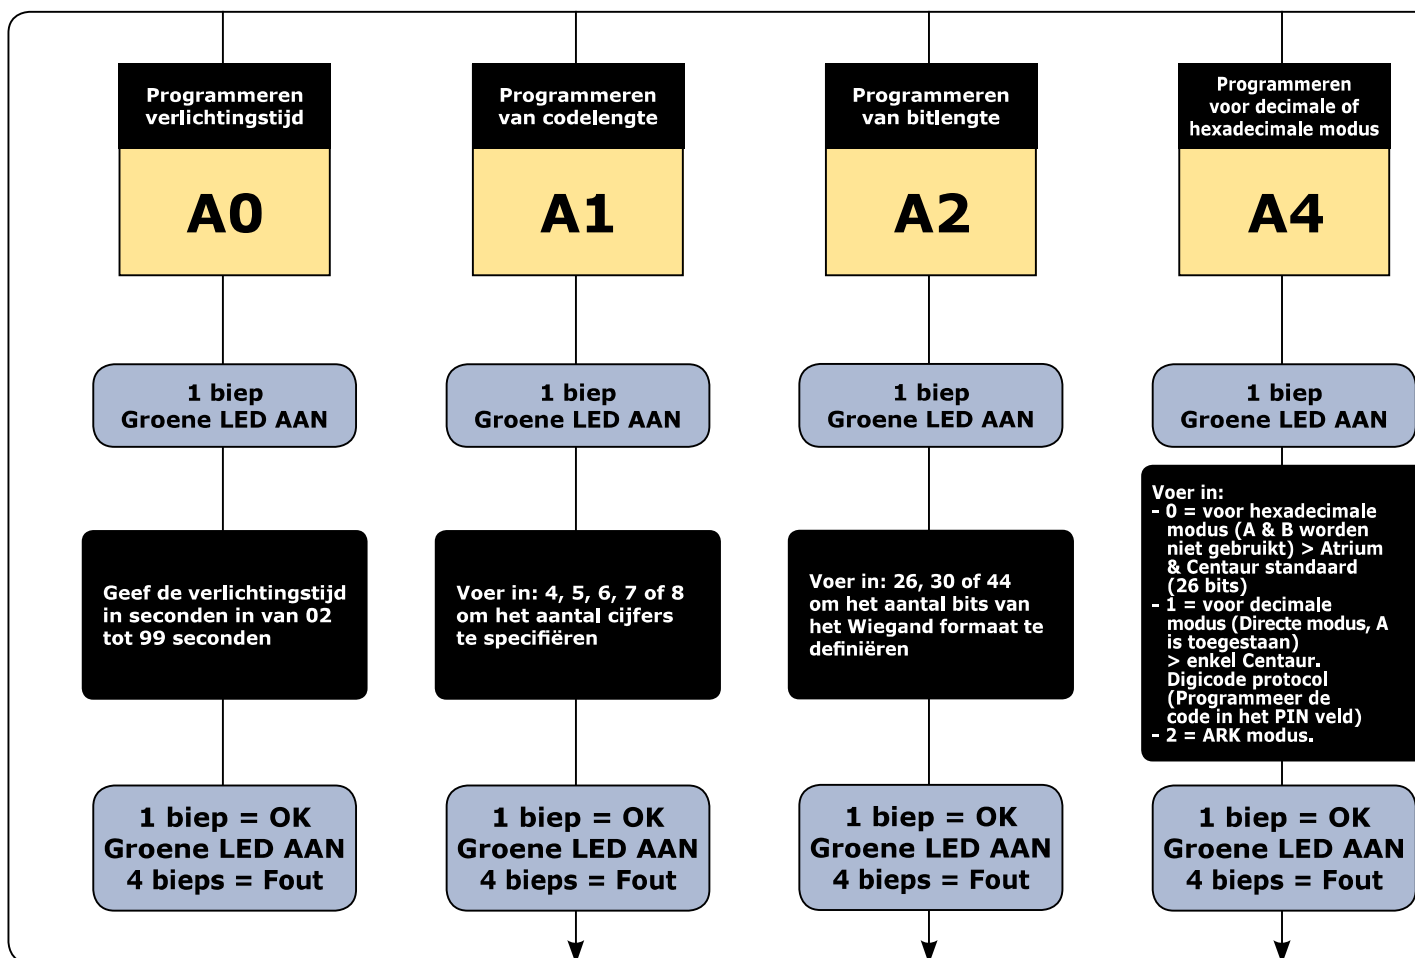 Programmeren
verlichtingstijd
A0
1 biep
Groene LED AAN
Geef de verlichtingstijd
in seconden in van 02
tot 99 seconden
1 biep = OK
Groene LED AAN
4 bieps = Fout
Programmeren
van codelengte
A1
1 biep
Groene LED AAN
Voer in: 4, 5, 6, 7 of 8
om het aantal cijfers
te specifiëren
1 biep = OK
Groene LED AAN
4 bieps = Fout
Programmeren
van bitlengte
A2
1 biep
Groene LED AAN
Voer in: 26, 30 of 44
om het aantal bits van
het Wiegand formaat te
definiëren
1 biep = OK
Groene LED AAN
4 bieps = Fout
Programmeren
voor decimale of
hexadecimale modus
A4
1 biep
Groene LED AAN
Voer in:
- 0 = voor hexadecimale
modus (A & B worden
niet gebruikt) > Atrium
& Centaur standaard
(26 bits)
- 1 = voor decimale
modus (Directe modus, A
is toegestaan)
> enkel Centaur.
Digicode protocol
(Programmeer de
code in het PIN veld)
- 2 = ARK modus.
1 biep = OK
Groene LED AAN
4 bieps = Fout